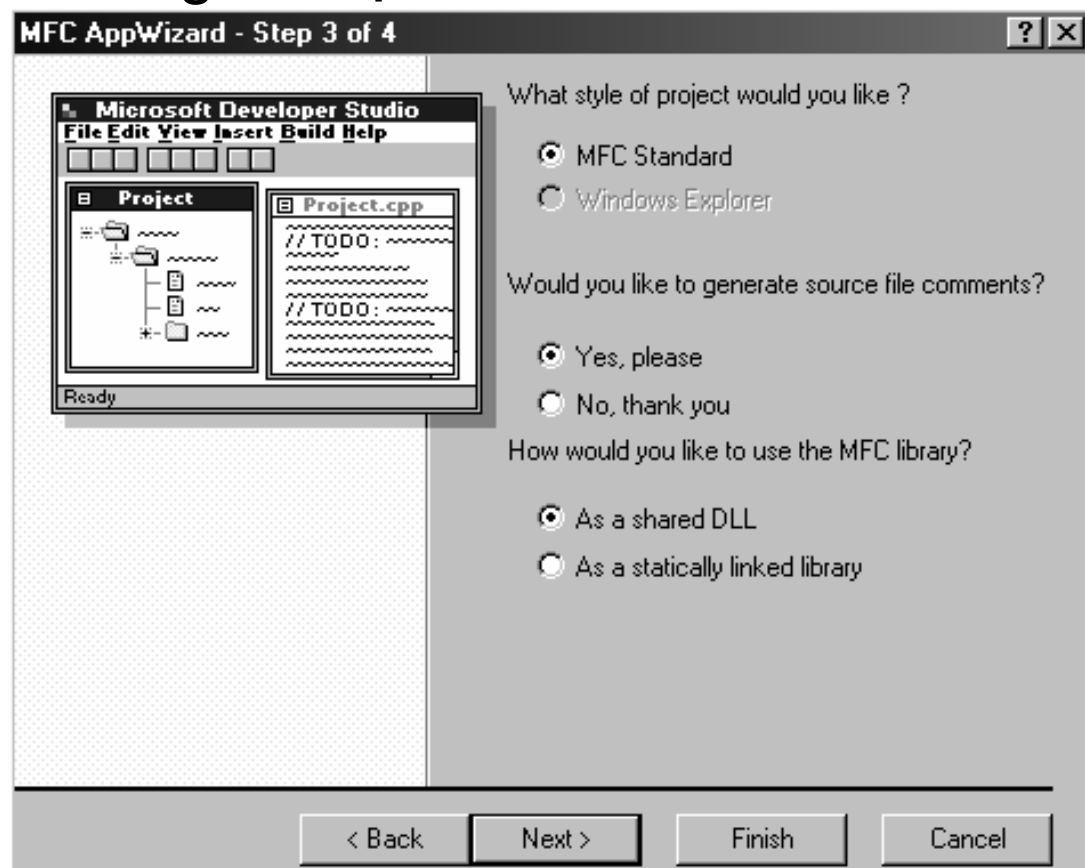 MFC AppWizard - Step 3 of 4
Microsoft Developer Studio
File Edit View Insert Build Help
Project
Project.cpp
// TODO:
// TODO:
Ready
What style of project would you like ?
MFC Standard
Windows Explorer
Would you like to generate source file comments?
Yes, please
No, thank you
How would you like to use the MFC library?
As a shared DLL
As a statically linked library
< Back Next > Finish Cancel